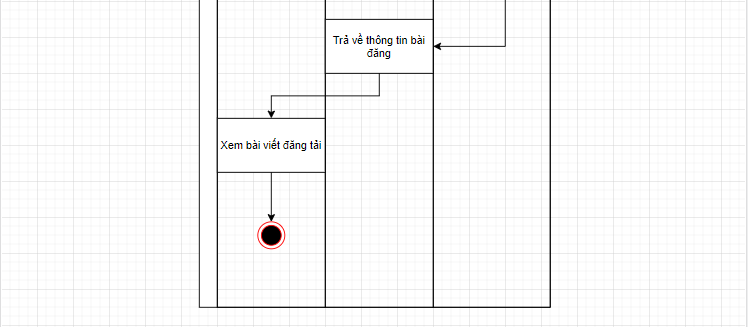 Trả về thông tin bài
đăng
Xem bài viết đăng tải